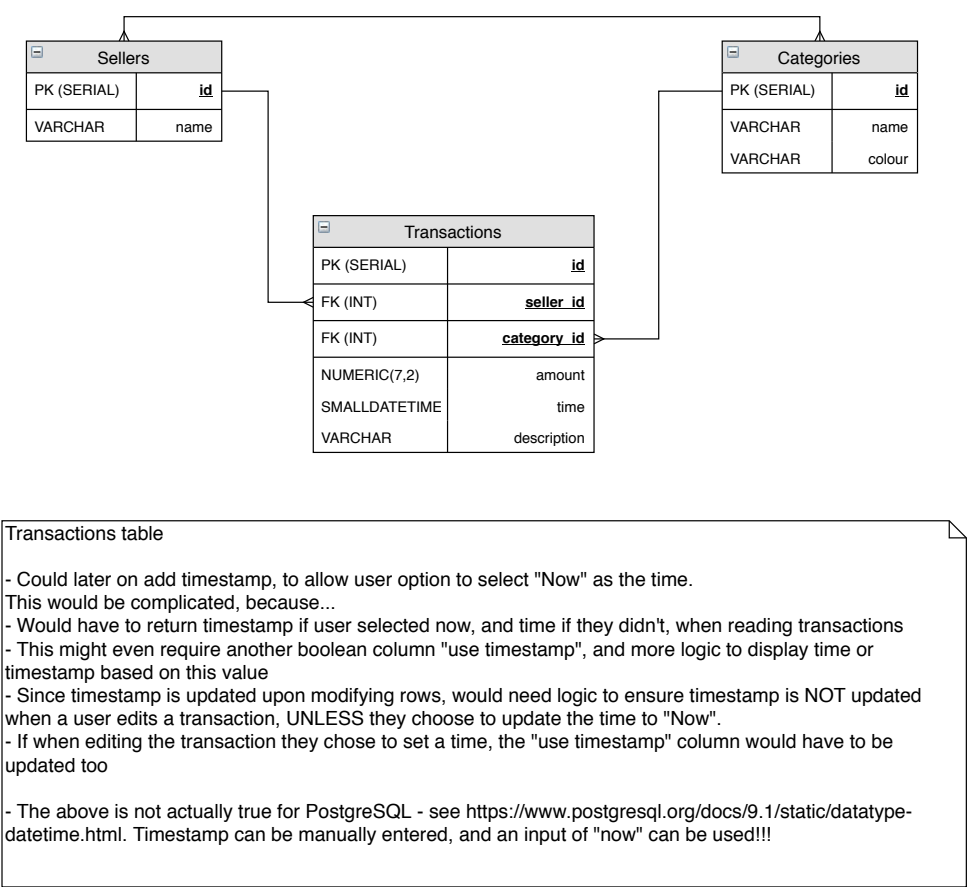 Sellers
PK (SERIAL) id
VARCHAR name
Categories
PK (SERIAL) id
VARCHAR name
VARCHAR colour
Transactions
PK (SERIAL) id
FK (INT) seller_id
FK (INT) category_id
NUMERIC(7,2) amount
SMALLDATETIME time
VARCHAR description
Transactions table
- Could later on add timestamp, to allow user option to select "Now" as the time.
This would be complicated, because...
- Would have to return timestamp if user selected now, and time if they didn't, when reading transactions
- This might even require another boolean column "use timestamp", and more logic to display time or
timestamp based on this value
- Since timestamp is updated upon modifying rows, would need logic to ensure timestamp is NOT updated
when a user edits a transaction, UNLESS they choose to update the time to "Now".
- If when editing the transaction they chose to set a time, the "use timestamp" column would have to be
updated too
- The above is not actually true for PostgreSQL - see https://www.postgresql.org/docs/9.1/static/datatype-
datetime.html. Timestamp can be manually entered, and an input of "now" can be used!!!